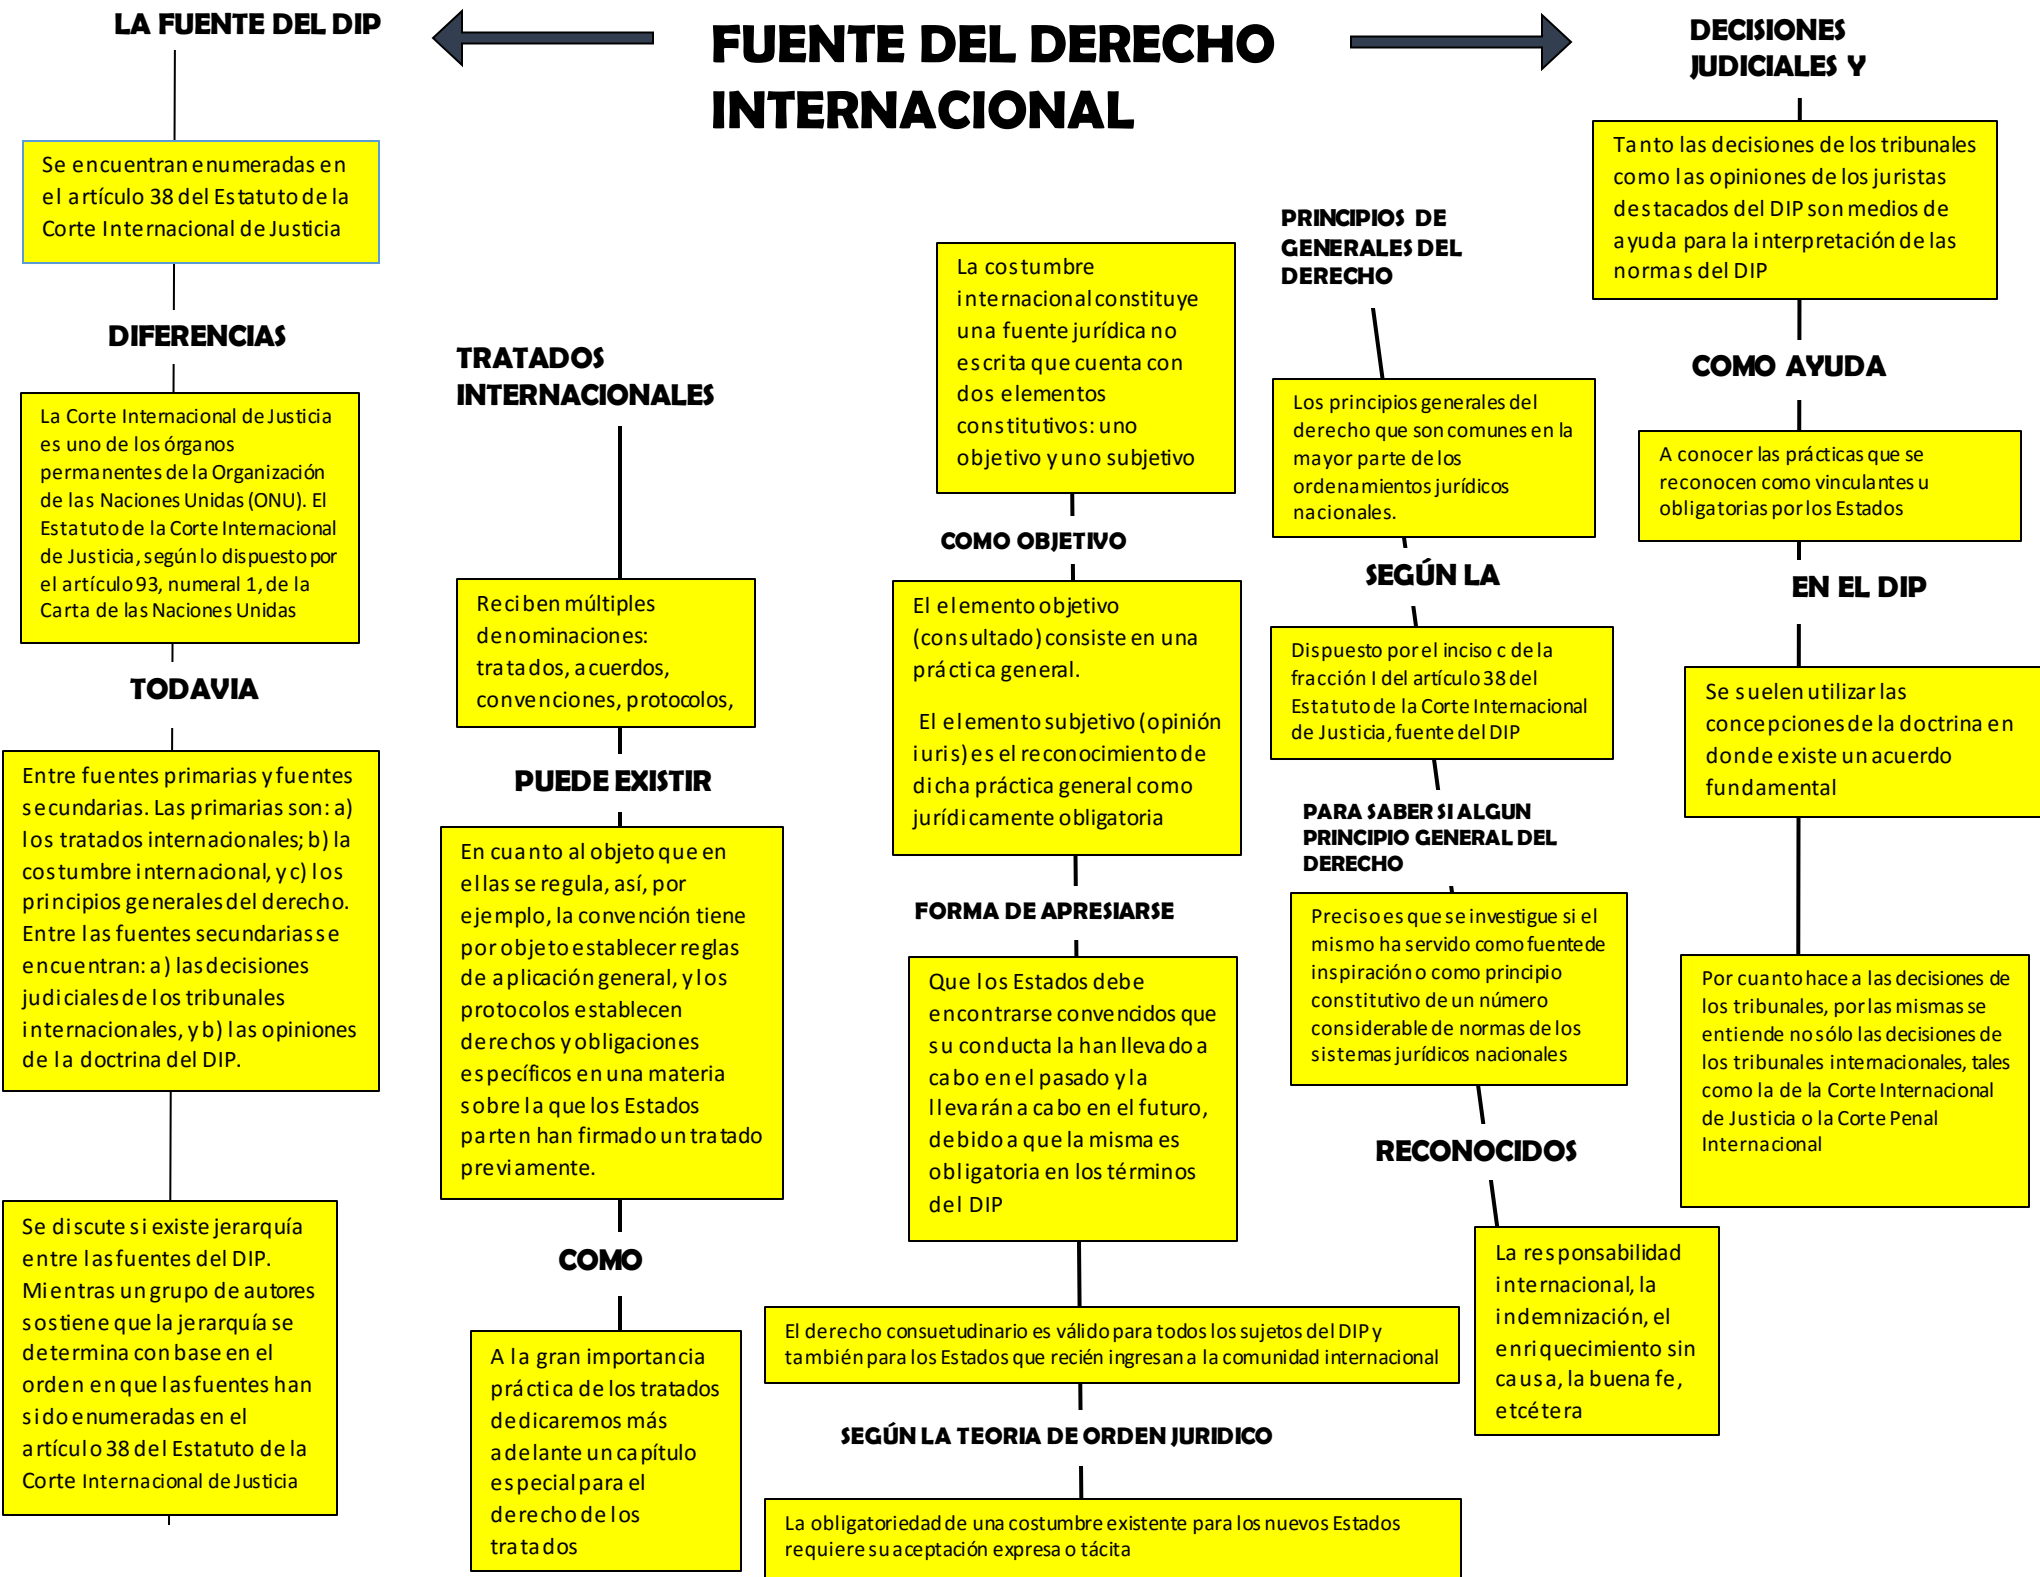 FUENTE DEL DERECHO
INTERNACIONAL
LA FUENTE DEL DIP
Se encuentran enumeradas en
el artículo 38 del Estatuto de la
Corte Internacional de Justicia
DIFERENCIAS
La Corte Internacional de Justicia
es uno de los órganos
permanentes de la Organización
de las Naciones Unidas (ONU). El
Estatuto de la Corte Internacional
de Justicia, según lo dispuesto por
el artículo 93, numeral 1, de la
Carta de las Naciones Unidas
TODAVIA
Entre fuentes primarias y fuentes
secundarias. Las primarias son: a)
los tratados internacionales; b) la
costumbre internacional, y c) los
principios generales del derecho.
Entre las fuentes secundarias se
encuentran: a) las decisiones
judiciales de los tribunales
internacionales, y b) las opiniones
de la doctrina del DIP.
Se discute si existe jerarquía
entre las fuentes del DIP.
Mientras un grupo de autores
sostiene que la jerarquía se
determina con base en el
orden en que las fuentes han
sido enumeradas en el
artículo 38 del Estatuto de la
Corte Internacional de Justicia
TRATADOS
INTERNACIONALES
Reciben múltiples
denominaciones:
tratados, acuerdos,
convenciones, protocolos,
PUEDE EXISTIR
En cuanto al objeto que en
ellas se regula, así, por
ejemplo, la convención tiene
por objeto establecer reglas
de aplicación general, y los
protocolos establecen
derechos y obligaciones
específicos en una materia
sobre la que los Estados
parten han firmado un tratado
previamente.
COMO
A la gran importancia
práctica de los tratados
dedicaremos más
adelante un capítulo
especial para el
derecho de los
tratados
La costumbre
internacional constituye
una fuente jurídica no
escrita que cuenta con
dos elementos
constitutivos: uno
objetivo y uno subjetivo
COMO OBJETIVO
El elemento objetivo
(consultado) consiste en una
práctica general.
El elemento subjetivo (opinión
iuris) es el reconocimiento de
dicha práctica general como
jurídicamente obligatoria
FORMA DE APRESIARSE
Que los Estados debe
encontrarse convencidos que
su conducta la han llevado a
cabo en el pasado y la
llevarán a cabo en el futuro,
debido a que la misma es
obligatoria en los términos
del DIP
El derecho consuetudinario es válido para todos los sujetos del DIP y
también para los Estados que recién ingresan a la comunidad internacional
SEGÚN LA TEORIA DE ORDEN JURIDICO
La obligatoriedad de una costumbre existente para los nuevos Estados
requiere su aceptación expresa o tácita
PRINCIPIOS DE
GENERALES DEL
DERECHO
Los principios generales del
derecho que son comunes en la
mayor parte de los
ordenamientos jurídicos
nacionales.
SEGÚN LA
Dispuesto por el inciso c de la
fracción I del artículo 38 del
Estatuto de la Corte Internacional
de Justicia, fuente del DIP
PARA SABER SI ALGUN
PRINCIPIO GENERAL DEL
DERECHO
Preciso es que se investigue si el
mismo ha servido como fuente de
inspiración o como principio
constitutivo de un número
considerable de normas de los
sistemas jurídicos nacionales
RECONOCIDOS
La responsabilidad
internacional, la
indemnización, el
enriquecimiento sin
causa, la buena fe,
etcétera
DECISIONES
JUDICIALES Y
Tanto las decisiones de los tribunales
como las opiniones de los juristas
destacados del DIP son medios de
ayuda para la interpretación de las
normas del DIP
COMO AYUDA
A conocer las prácticas que se
reconocen como vinculantes u
obligatorias por los Estados
EN EL DIP
Se suelen utilizar las
concepciones de la doctrina en
donde existe un acuerdo
fundamental
Por cuanto hace a las decisiones de
los tribunales, por las mismas se
entiende no sólo las decisiones de
los tribunales internacionales, tales
como la de la Corte Internacional
de Justicia o la Corte Penal
Internacional